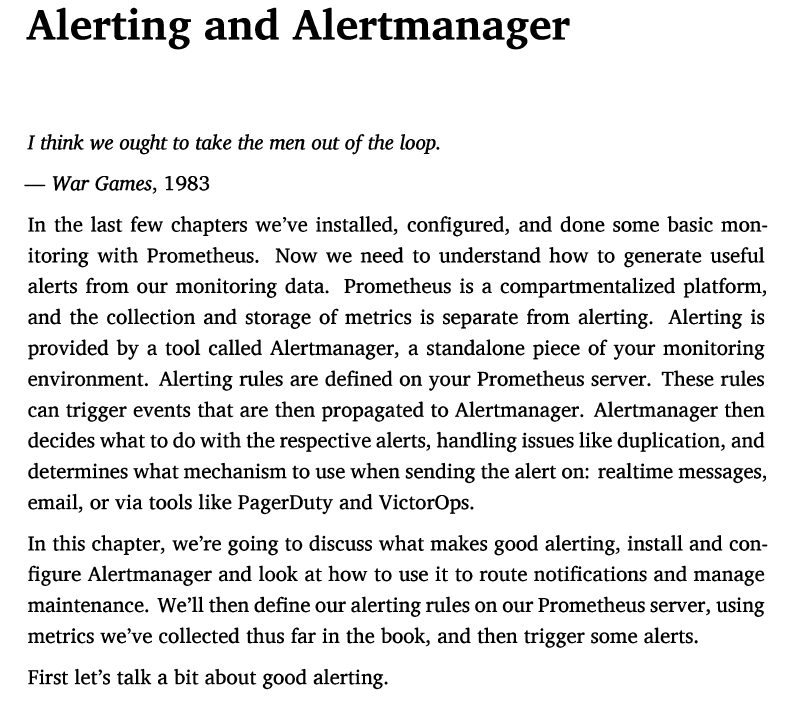 Alerting and Alertmanager
I think we ought to take the men out of the loop.
— War Games, 1983
In the last few chapters we’ve installed, configured, and done some basic mon-
itoring with Prometheus. Now we need to understand how to generate useful
alerts from our monitoring data. Prometheus is a compartmentalized platform,
and the collection and storage of metrics is separate from alerting. Alerting is
provided by a tool called Alertmanager, a standalone piece of your monitoring
environment. Alerting rules are defined on your Prometheus server. These rules
can trigger events that are then propagated to Alertmanager. Alertmanager then
decides what to do with the respective alerts, handling issues like duplication, and
determines what mechanism to use when sending the alert on: realtime messages,
email, or via tools like PagerDuty and VictorOps.
In this chapter, we’re going to discuss what makes good alerting, install and con-
figure Alertmanager and look at how to use it to route notifications and manage
maintenance. We’ll then define our alerting rules on our Prometheus server, using
metrics we’ve collected thus far in the book, and then trigger some alerts.
First let’s talk a bit about good alerting.